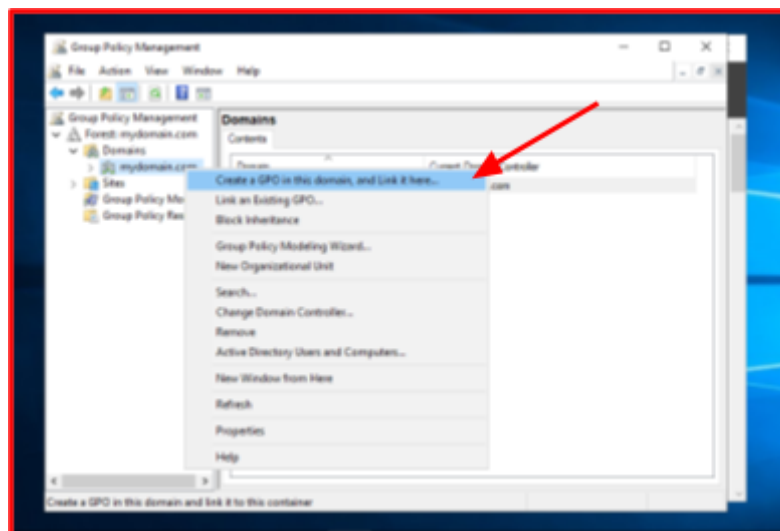 Group Policy Management
File Action View Window Help
Group Policy Management
Forest: mydomain.com
Domains
mydomain.com
Sites
Group Policy Mo
Group Policy Res
Domains
Contents
Domain
Current Domain Controller
.com
Create a GPO in this domain, and Link it here...
Link an Existing GPO...
Block Inheritance
Group Policy Modeling Wizard...
New Organizational Unit
Search...
Change Domain Controller...
Remove
Active Directory Users and Computers...
New Window from Here
Refresh
Properties
Help
Create a GPO in this domain and link it to this container